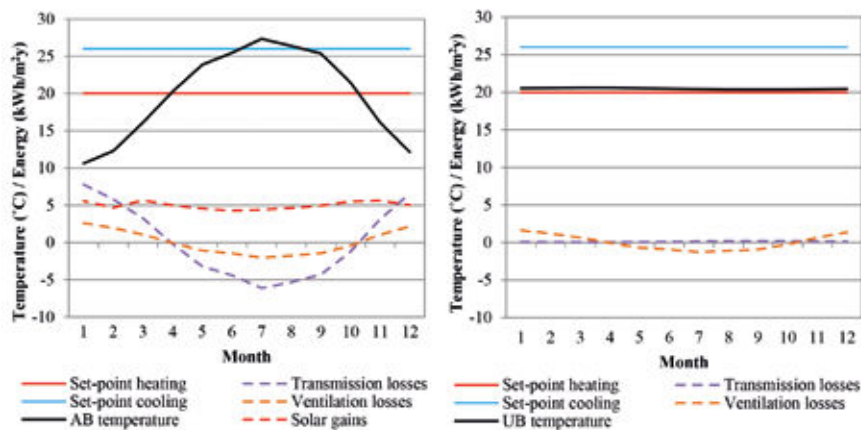 Temperature (˚C) / Energy (kWh/m²y)
30
25
20
15
10
5
0
-5
-10
1 2 3 4 5 6 7 8 9 10 11 12
Month
Set-point heating
Transmission losses
Set-point cooling
Ventilation losses
AB temperature
Solar gains
Temperature (˚C) / Energy (kWh/m²y)
30
25
20
15
10
5
0
-5
-10
1 2 3 4 5 6 7 8 9 10 11 12
Month
Set-point heating
Transmission losses
Set-point cooling
Ventilation losses
UB temperature